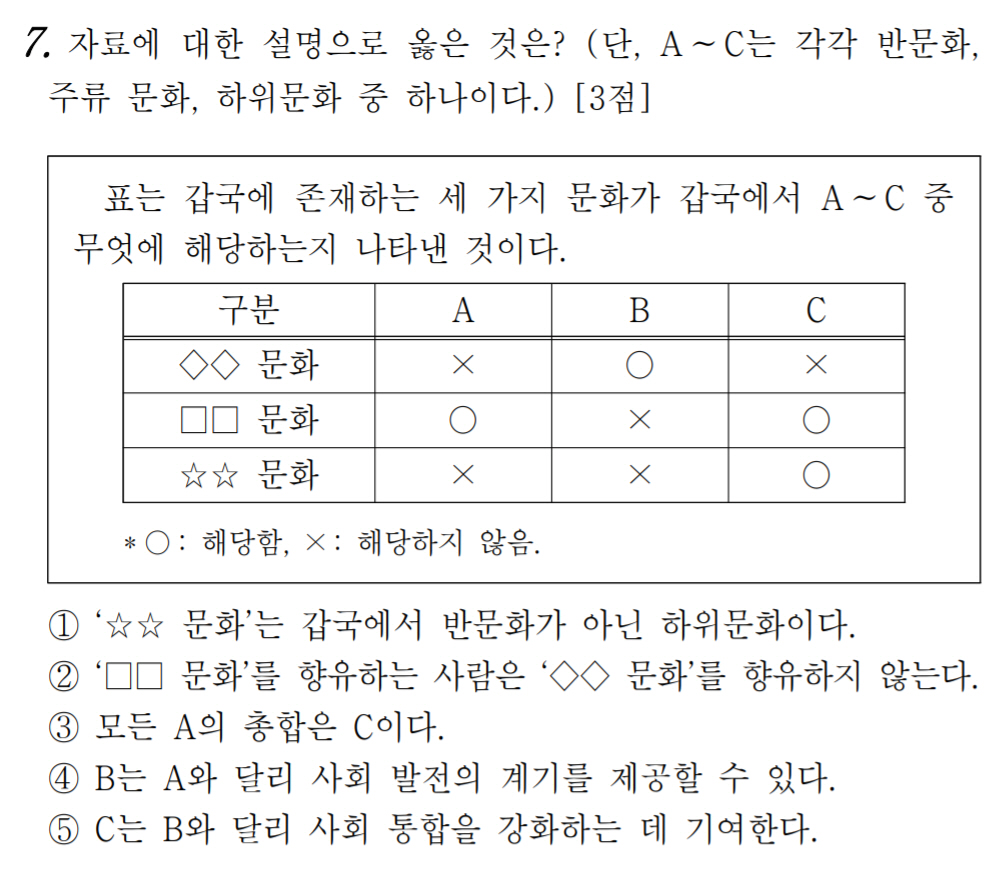 7. 자료에 대한 설명으로 옳은 것은? (단, A～C는 각각 반문화,
주류 문화, 하위문화 중 하나이다.) [3점]
표는 갑국에 존재하는 세 가지 문화가 갑국에서 A～C 중
무엇에 해당하는지 나타낸 것이다.
구분 A B C
◇◇ 문화 × ○ ×
□□ 문화 ○ × ○
☆☆ 문화 × × ○
* ○: 해당함, ×: 해당하지 않음.
① ‘☆☆ 문화’는 갑국에서 반문화가 아닌 하위문화이다.
② ‘□□ 문화’를 향유하는 사람은 ‘◇◇ 문화’를 향유하지 않는다.
③ 모든 A의 총합은 C이다.
④ B는 A와 달리 사회 발전의 계기를 제공할 수 있다.
⑤ C는 B와 달리 사회 통합을 강화하는 데 기여한다.